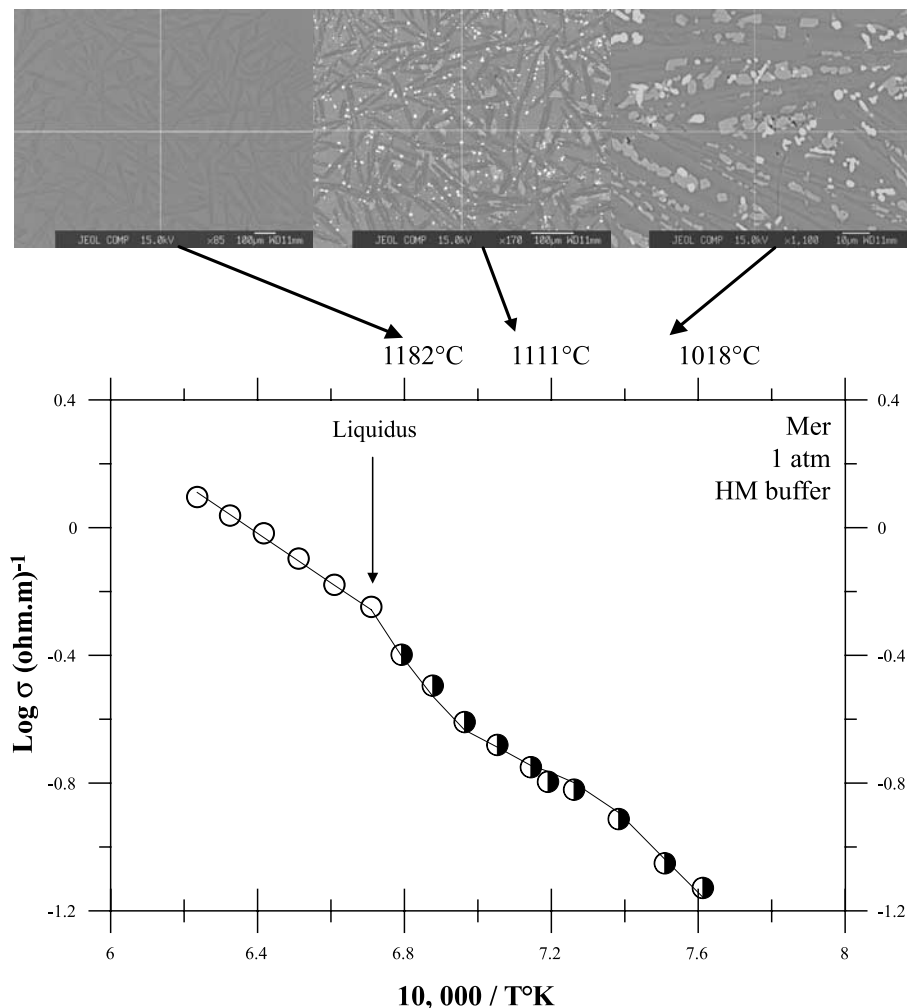 JEOL COMP 15.0kV ×85 100μm WD11mm
JEOL COMP 15.0kV ×170 100μm WD11mm
JEOL COMP 15.0kV ×1,100 10μm WD11mm
1182°C 1111°C 1018°C
0.4 0.4
Liquidus
Mer
1 atm
HM buffer
0 0
-0.4 -0.4
Log σ (ohm.m)-1
-0.8 -0.8
-1.2 -1.2
6 6.4 6.8 7.2 7.6 8
10, 000 / T°K